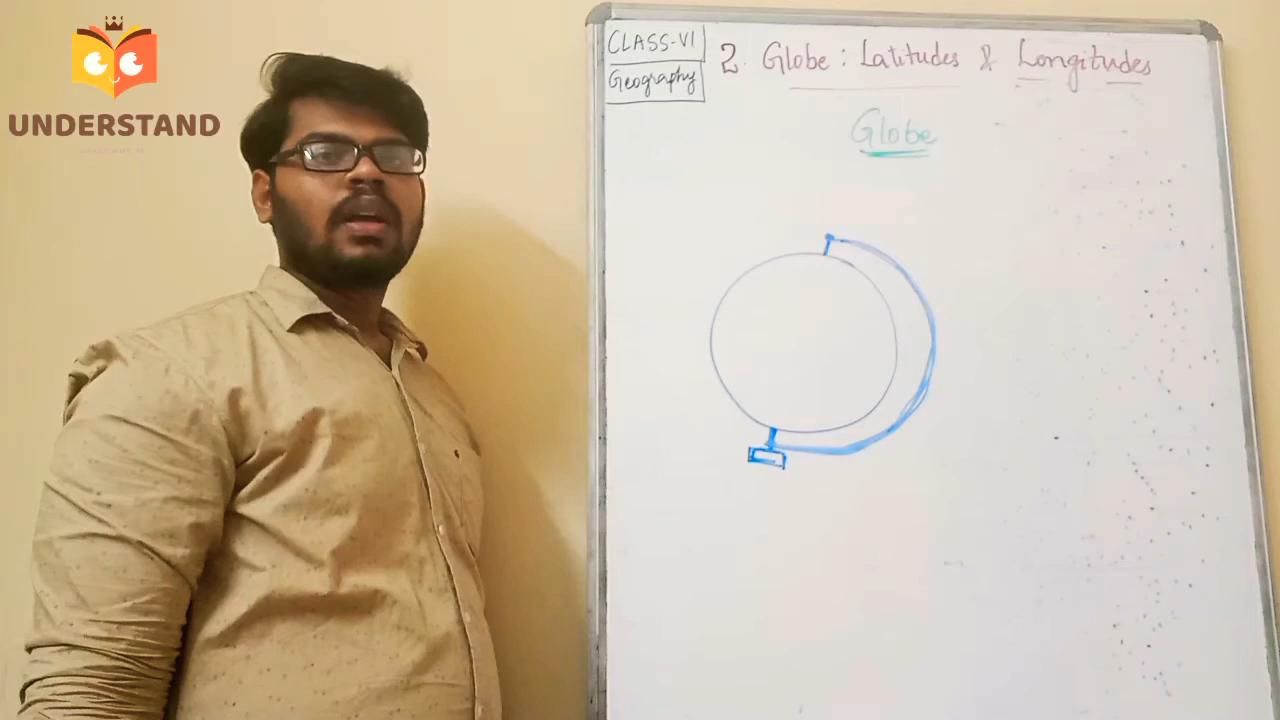 UNDERSTAND
CLASS-VI
Geography
2. Globe : Latitudes & Longitudes
Globe